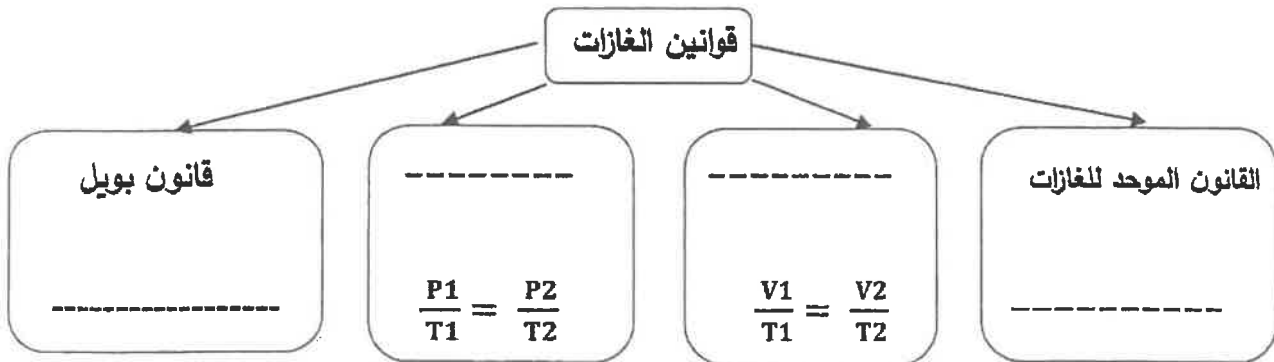 قوانين الغازات
القانون الموحد للغازات
----------
---------
V1/T1 = V2/T2
--------
P1/T1 = P2/T2
قانون بويل
-----------------